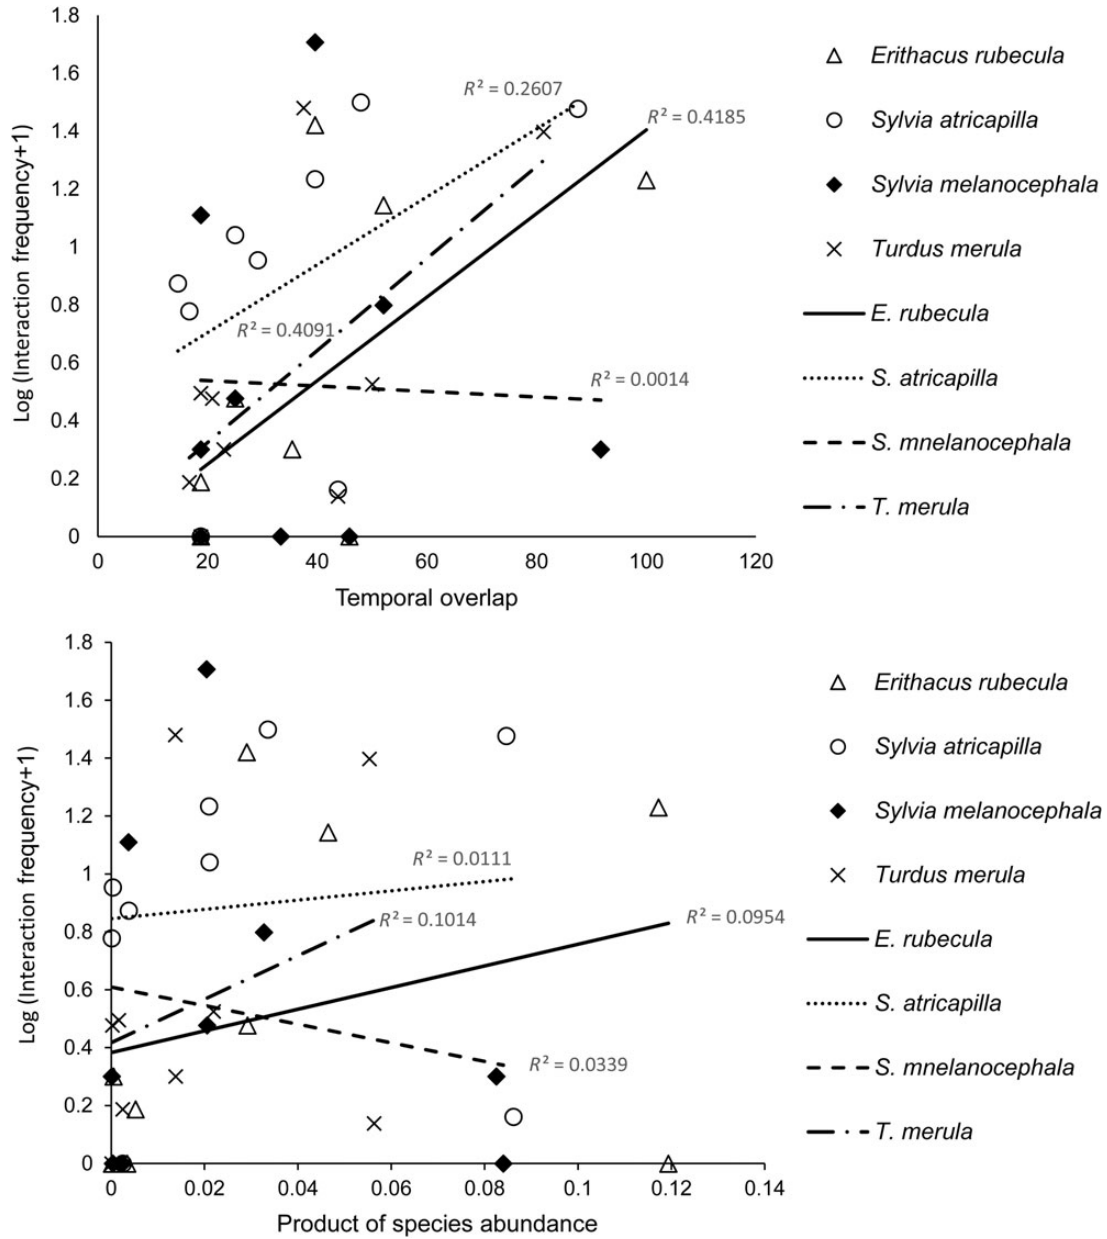 1.8
1.6
1.4
1.2
1
0.8
0.6
0.4
0.2
0
Log (Interaction frequency+1)
R² = 0.2607
R² = 0.4185
R² = 0.4091
R² = 0.0014
0 20 40 60 80 100 120
Temporal overlap
Erithacus rubecula
Sylvia atricapilla
Sylvia melanocephala
Turdus merula
E. rubecula
S. atricapilla
S. mnelanocephala
T. merula
1.8
1.6
1.4
1.2
1
0.8
0.6
0.4
0.2
0
Log (Interaction frequency+1)
R² = 0.0111
R² = 0.1014
R² = 0.0954
R² = 0.0339
0 0.02 0.04 0.06 0.08 0.1 0.12 0.14
Product of species abundance
Erithacus rubecula
Sylvia atricapilla
Sylvia melanocephala
Turdus merula
E. rubecula
S. atricapilla
S. mnelanocephala
T. merula